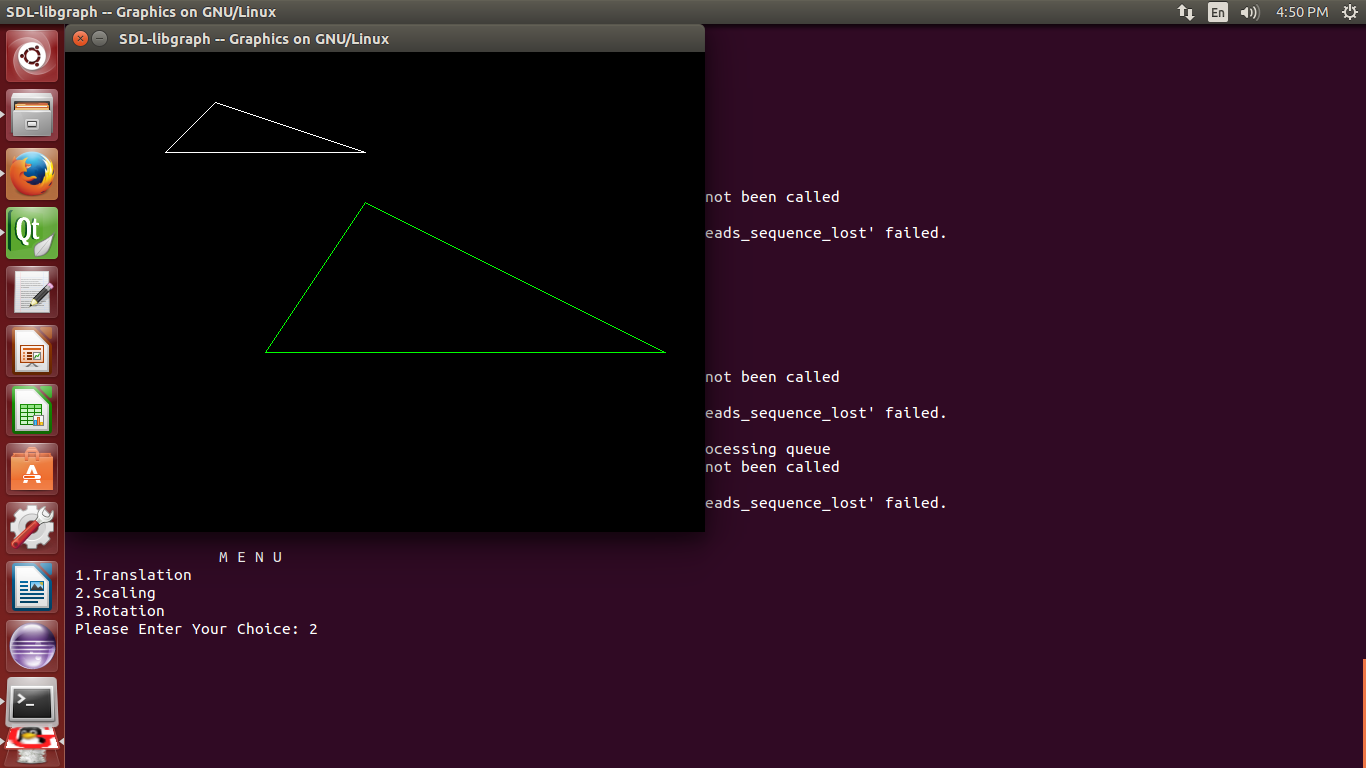 SDL-libgraph -- Graphics on GNU/Linux
En
4:50 PM
SDL-libgraph -- Graphics on GNU/Linux
Qt
not been called
eads_sequence_lost' failed.
not been called
eads_sequence_lost' failed.
ocessing queue
not been called
eads_sequence_lost' failed.
M E N U
1.Translation
2.Scaling
3.Rotation
Please Enter Your Choice: 2